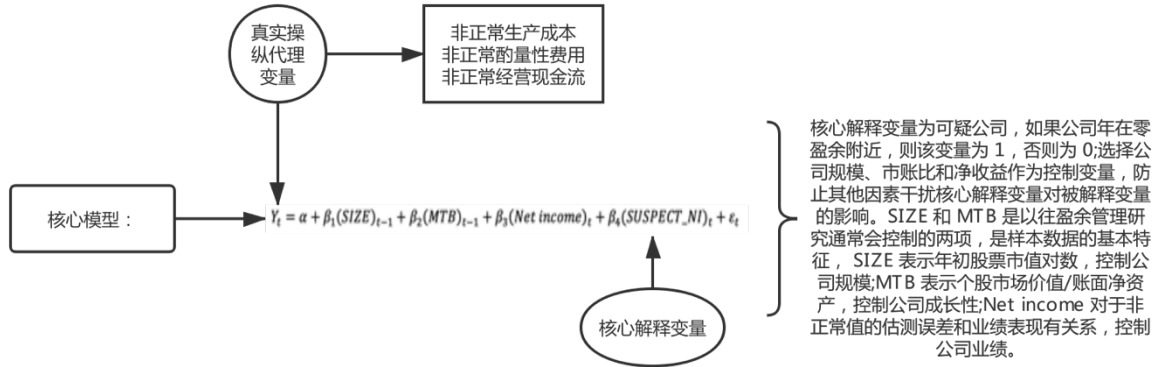 真实操
纵代理
变量
非正常生产成本
非正常酌量性费用
非正常经营现金流
核心模型：
Y_t = α + β_1(SIZE)_{t−1} + β_2(MTB)_{t−1} + β_3(Net income)_t + β_4(SUSPECT_NI)_t + ε_t
核心解释变量
核心解释变量为可疑公司，如果公司年在零
盈余附近，则该变量为 1，否则为 0;选择公
司规模、市账比和净收益作为控制变量，防
止其他因素干扰核心解释变量对被解释变量
的影响。SIZE 和 MTB 是以往盈余管理研
究通常会控制的两项，是样本数据的基本特
征， SIZE 表示年初股票市值对数，控制公
司规模;MTB 表示个股市场价值/账面净资
产，控制公司成长性;Net income 对于非
正常值的估测误差和业绩表现有关系，控制
公司业绩。